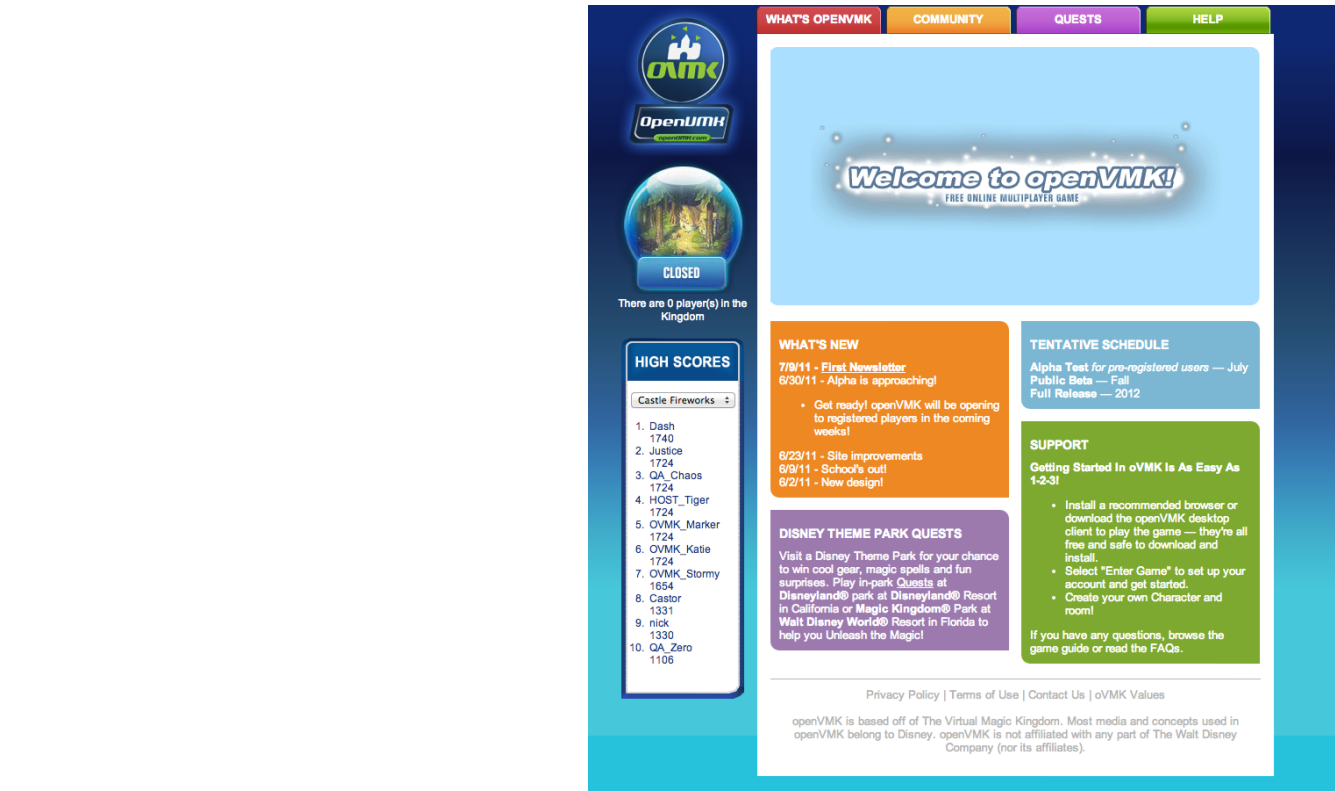 WHAT'S OPENVMK
COMMUNITY
QUESTS
HELP
OVMK
OpenVMK
openVMK.com
CLOSED
There are 0 player(s) in the
Kingdom
HIGH SCORES
Castle Fireworks
1. Dash
1740
2. Justice
1724
3. QA_Chaos
1724
4. HOST_Tiger
1724
5. OVMK_Marker
1724
6. OVMK_Katie
1724
7. OVMK_Stormy
1654
8. Castor
1331
9. nick
1330
10. QA_Zero
1106
Welcome to openVMK!
FREE ONLINE MULTIPLAYER GAME
WHAT'S NEW
7/9/11 - First Newsletter
6/30/11 - Alpha is approaching!
• Get ready! openVMK will be opening
to registered players in the coming
weeks!
6/23/11 - Site improvements
6/9/11 - School's out!
6/2/11 - New design!
DISNEY THEME PARK QUESTS
Visit a Disney Theme Park for your chance
to win cool gear, magic spells and fun
surprises. Play in-park Quests at
Disneyland® park at Disneyland® Resort
in California or Magic Kingdom® Park at
Walt Disney World® Resort in Florida to
help you Unleash the Magic!
TENTATIVE SCHEDULE
Alpha Test for pre-registered users — July
Public Beta — Fall
Full Release — 2012
SUPPORT
Getting Started In oVMK Is As Easy As
1-2-3!
• Install a recommended browser or
download the openVMK desktop
client to play the game — they're all
free and safe to download and
install.
• Select "Enter Game" to set up your
account and get started.
• Create your own Character and
room!
If you have any questions, browse the
game guide or read the FAQs.
Privacy Policy | Terms of Use | Contact Us | oVMK Values
openVMK is based off of The Virtual Magic Kingdom. Most media and concepts used in
openVMK belong to Disney. openVMK is not affiliated with any part of The Walt Disney
Company (nor its affiliates).